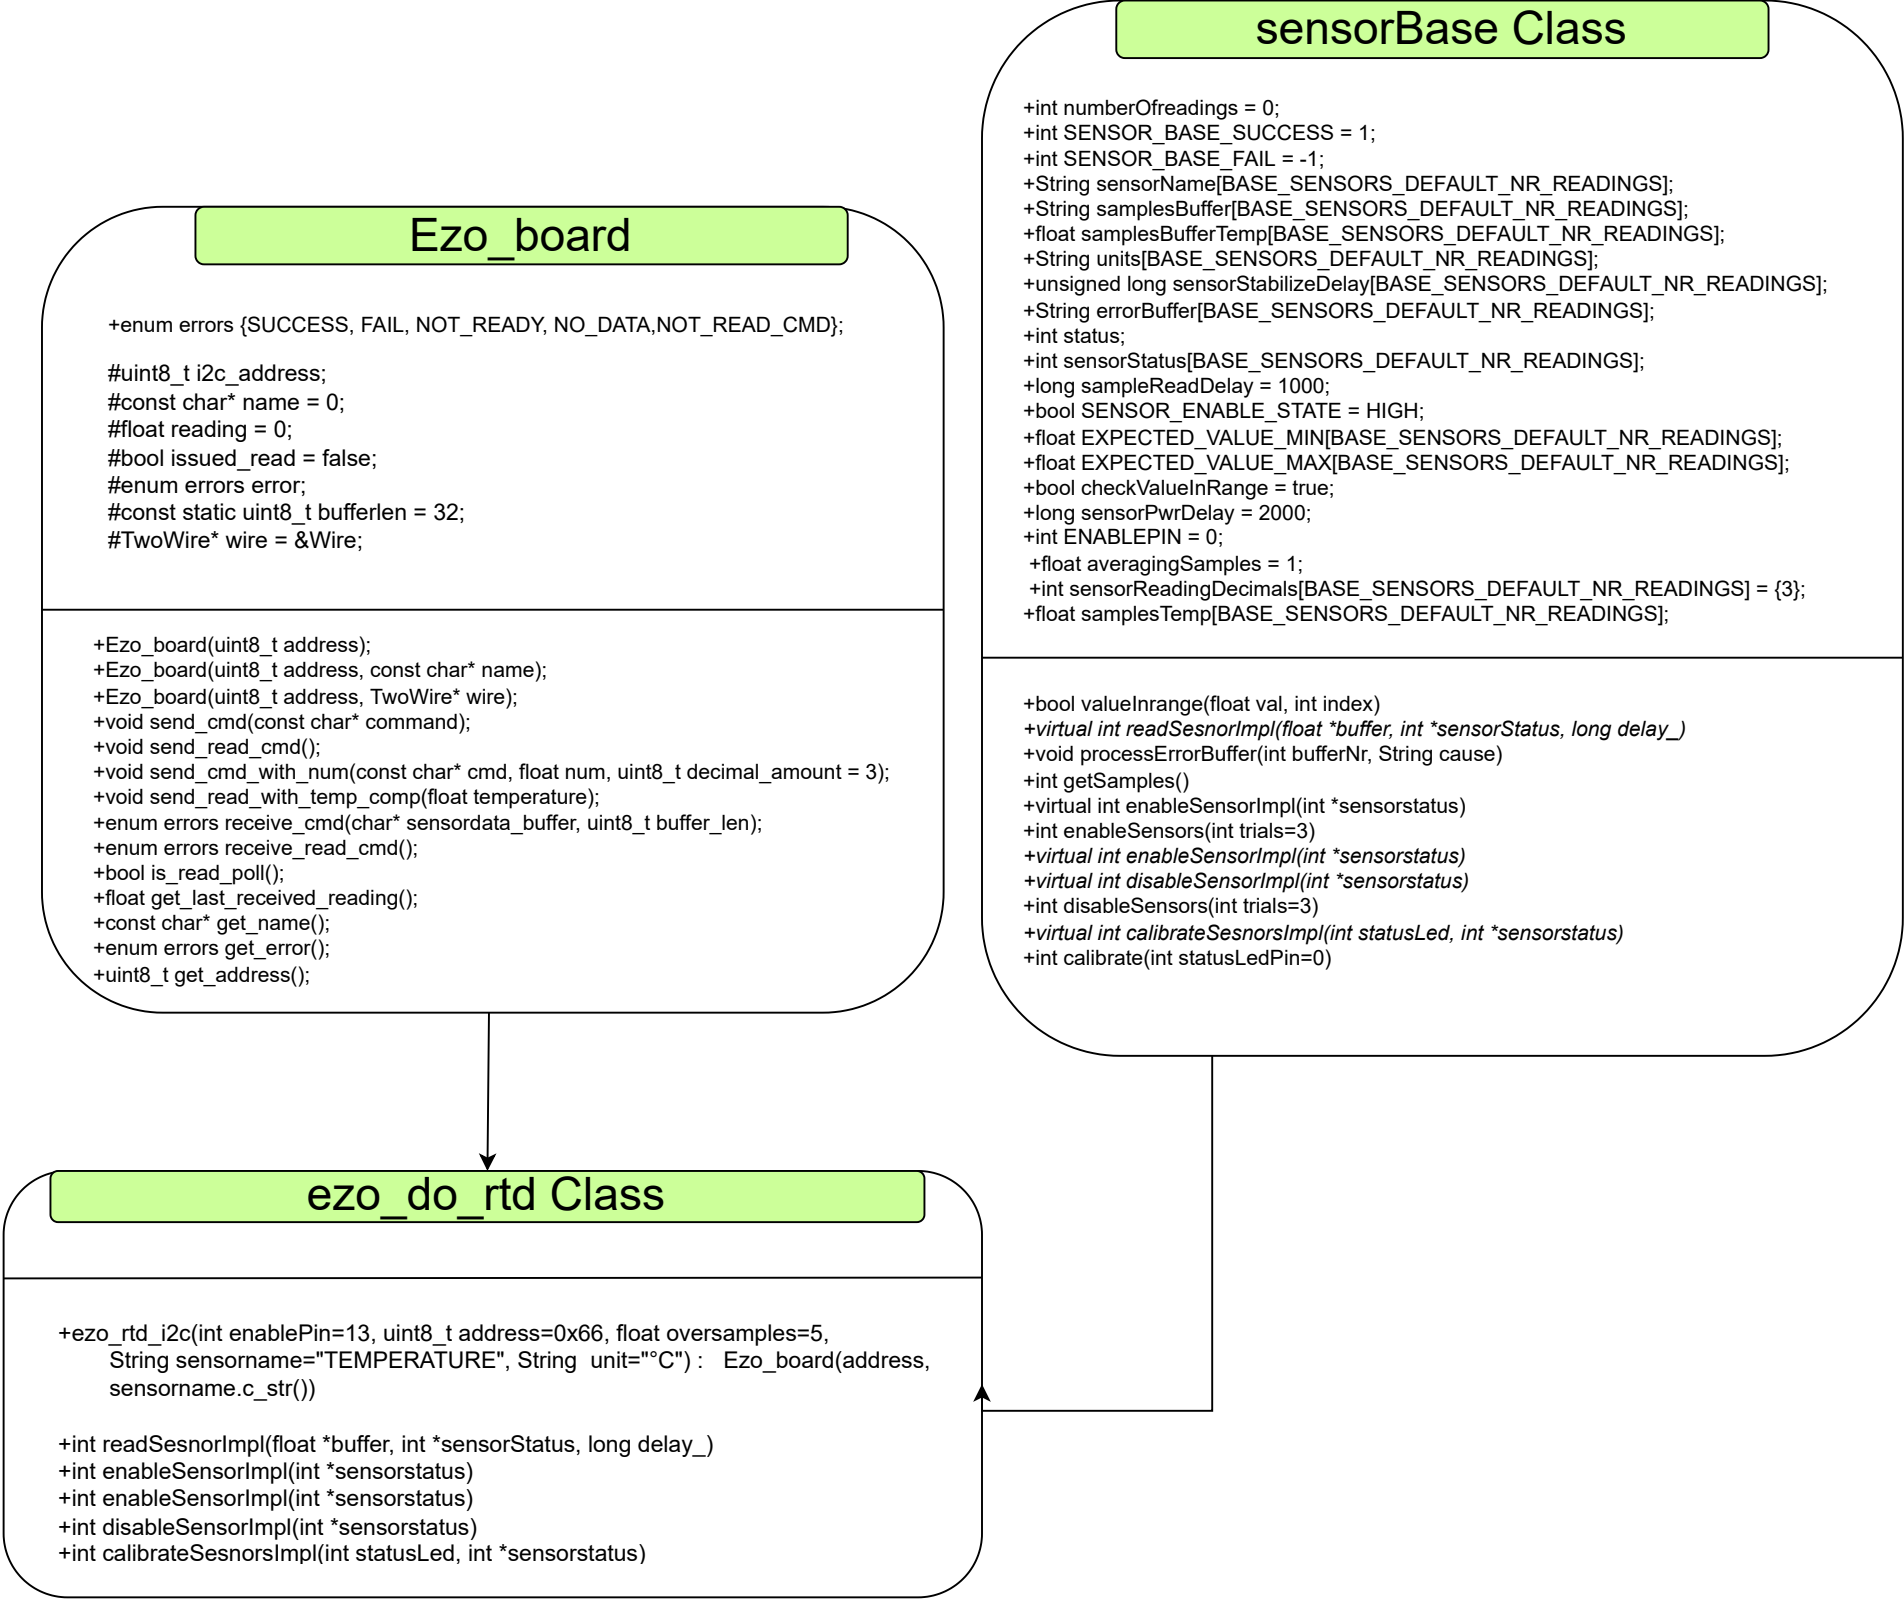 sensorBase Class
+int numberOfreadings = 0;
+int SENSOR_BASE_SUCCESS = 1;
+int SENSOR_BASE_FAIL = -1;
+String sensorName[BASE_SENSORS_DEFAULT_NR_READINGS];
+String samplesBuffer[BASE_SENSORS_DEFAULT_NR_READINGS];
+float samplesBufferTemp[BASE_SENSORS_DEFAULT_NR_READINGS];
+String units[BASE_SENSORS_DEFAULT_NR_READINGS];
+unsigned long sensorStabilizeDelay[BASE_SENSORS_DEFAULT_NR_READINGS];
+String errorBuffer[BASE_SENSORS_DEFAULT_NR_READINGS];
+int status;
+int sensorStatus[BASE_SENSORS_DEFAULT_NR_READINGS];
+long sampleReadDelay = 1000;
+bool SENSOR_ENABLE_STATE = HIGH;
+float EXPECTED_VALUE_MIN[BASE_SENSORS_DEFAULT_NR_READINGS];
+float EXPECTED_VALUE_MAX[BASE_SENSORS_DEFAULT_NR_READINGS];
+bool checkValueInRange = true;
+long sensorPwrDelay = 2000;
+int ENABLEPIN = 0;
+float averagingSamples = 1;
+int sensorReadingDecimals[BASE_SENSORS_DEFAULT_NR_READINGS] = {3};
+float samplesTemp[BASE_SENSORS_DEFAULT_NR_READINGS];
+bool valueInrange(float val, int index)
+virtual int readSesnorImpl(float *buffer, int *sensorStatus, long delay_)
+void processErrorBuffer(int bufferNr, String cause)
+int getSamples()
+virtual int enableSensorImpl(int *sensorstatus)
+int enableSensors(int trials=3)
+virtual int enableSensorImpl(int *sensorstatus)
+virtual int disableSensorImpl(int *sensorstatus)
+int disableSensors(int trials=3)
+virtual int calibrateSesnorsImpl(int statusLed, int *sensorstatus)
+int calibrate(int statusLedPin=0)
Ezo_board
+enum errors {SUCCESS, FAIL, NOT_READY, NO_DATA,NOT_READ_CMD};
#uint8_t i2c_address;
#const char* name = 0;
#float reading = 0;
#bool issued_read = false;
#enum errors error;
#const static uint8_t bufferlen = 32;
#TwoWire* wire = &Wire;
+Ezo_board(uint8_t address);
+Ezo_board(uint8_t address, const char* name);
+Ezo_board(uint8_t address, TwoWire* wire);
+void send_cmd(const char* command);
+void send_read_cmd();
+void send_cmd_with_num(const char* cmd, float num, uint8_t decimal_amount = 3);
+void send_read_with_temp_comp(float temperature);
+enum errors receive_cmd(char* sensordata_buffer, uint8_t buffer_len);
+enum errors receive_read_cmd();
+bool is_read_poll();
+float get_last_received_reading();
+const char* get_name();
+enum errors get_error();
+uint8_t get_address();
ezo_do_rtd Class
+ezo_rtd_i2c(int enablePin=13, uint8_t address=0x66, float oversamples=5,
String sensorname="TEMPERATURE", String unit="°C") : Ezo_board(address,
sensorname.c_str())
+int readSesnorImpl(float *buffer, int *sensorStatus, long delay_)
+int enableSensorImpl(int *sensorstatus)
+int enableSensorImpl(int *sensorstatus)
+int disableSensorImpl(int *sensorstatus)
+int calibrateSesnorsImpl(int statusLed, int *sensorstatus)